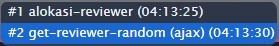 #1 alokasi-reviewer (04:13:25)
#2 get-reviewer-random (ajax) (04:13:30)